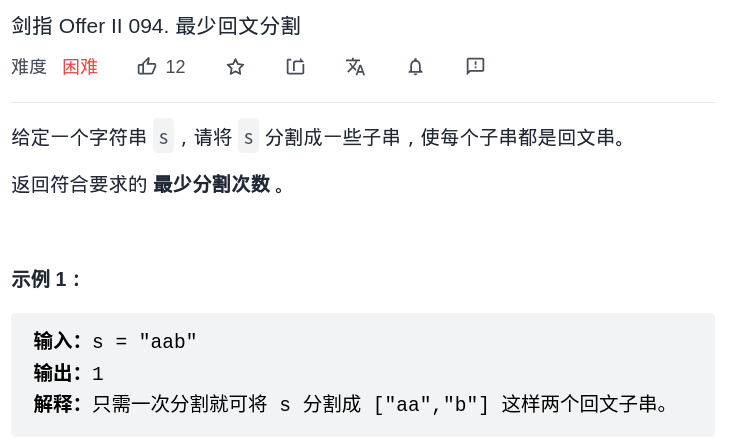 剑指 Offer II 094. 最少回文分割
难度 困难 12
给定一个字符串 s ，请将 s 分割成一些子串，使每个子串都是回文串。
返回符合要求的 最少分割次数 。
示例 1：
输入：s = "aab"
输出：1
解释：只需一次分割就可将 s 分割成 ["aa","b"] 这样两个回文子串。